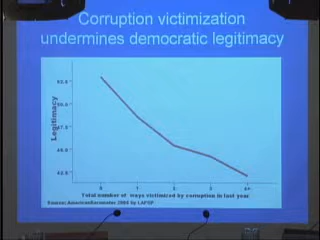 Corruption victimization
undermines democratic legitimacy
Legitimacy
0 1 2 3 4+
Total number of ways victimized by corruption in last year
Source: AmericasBarometer 2006 by LAPOP